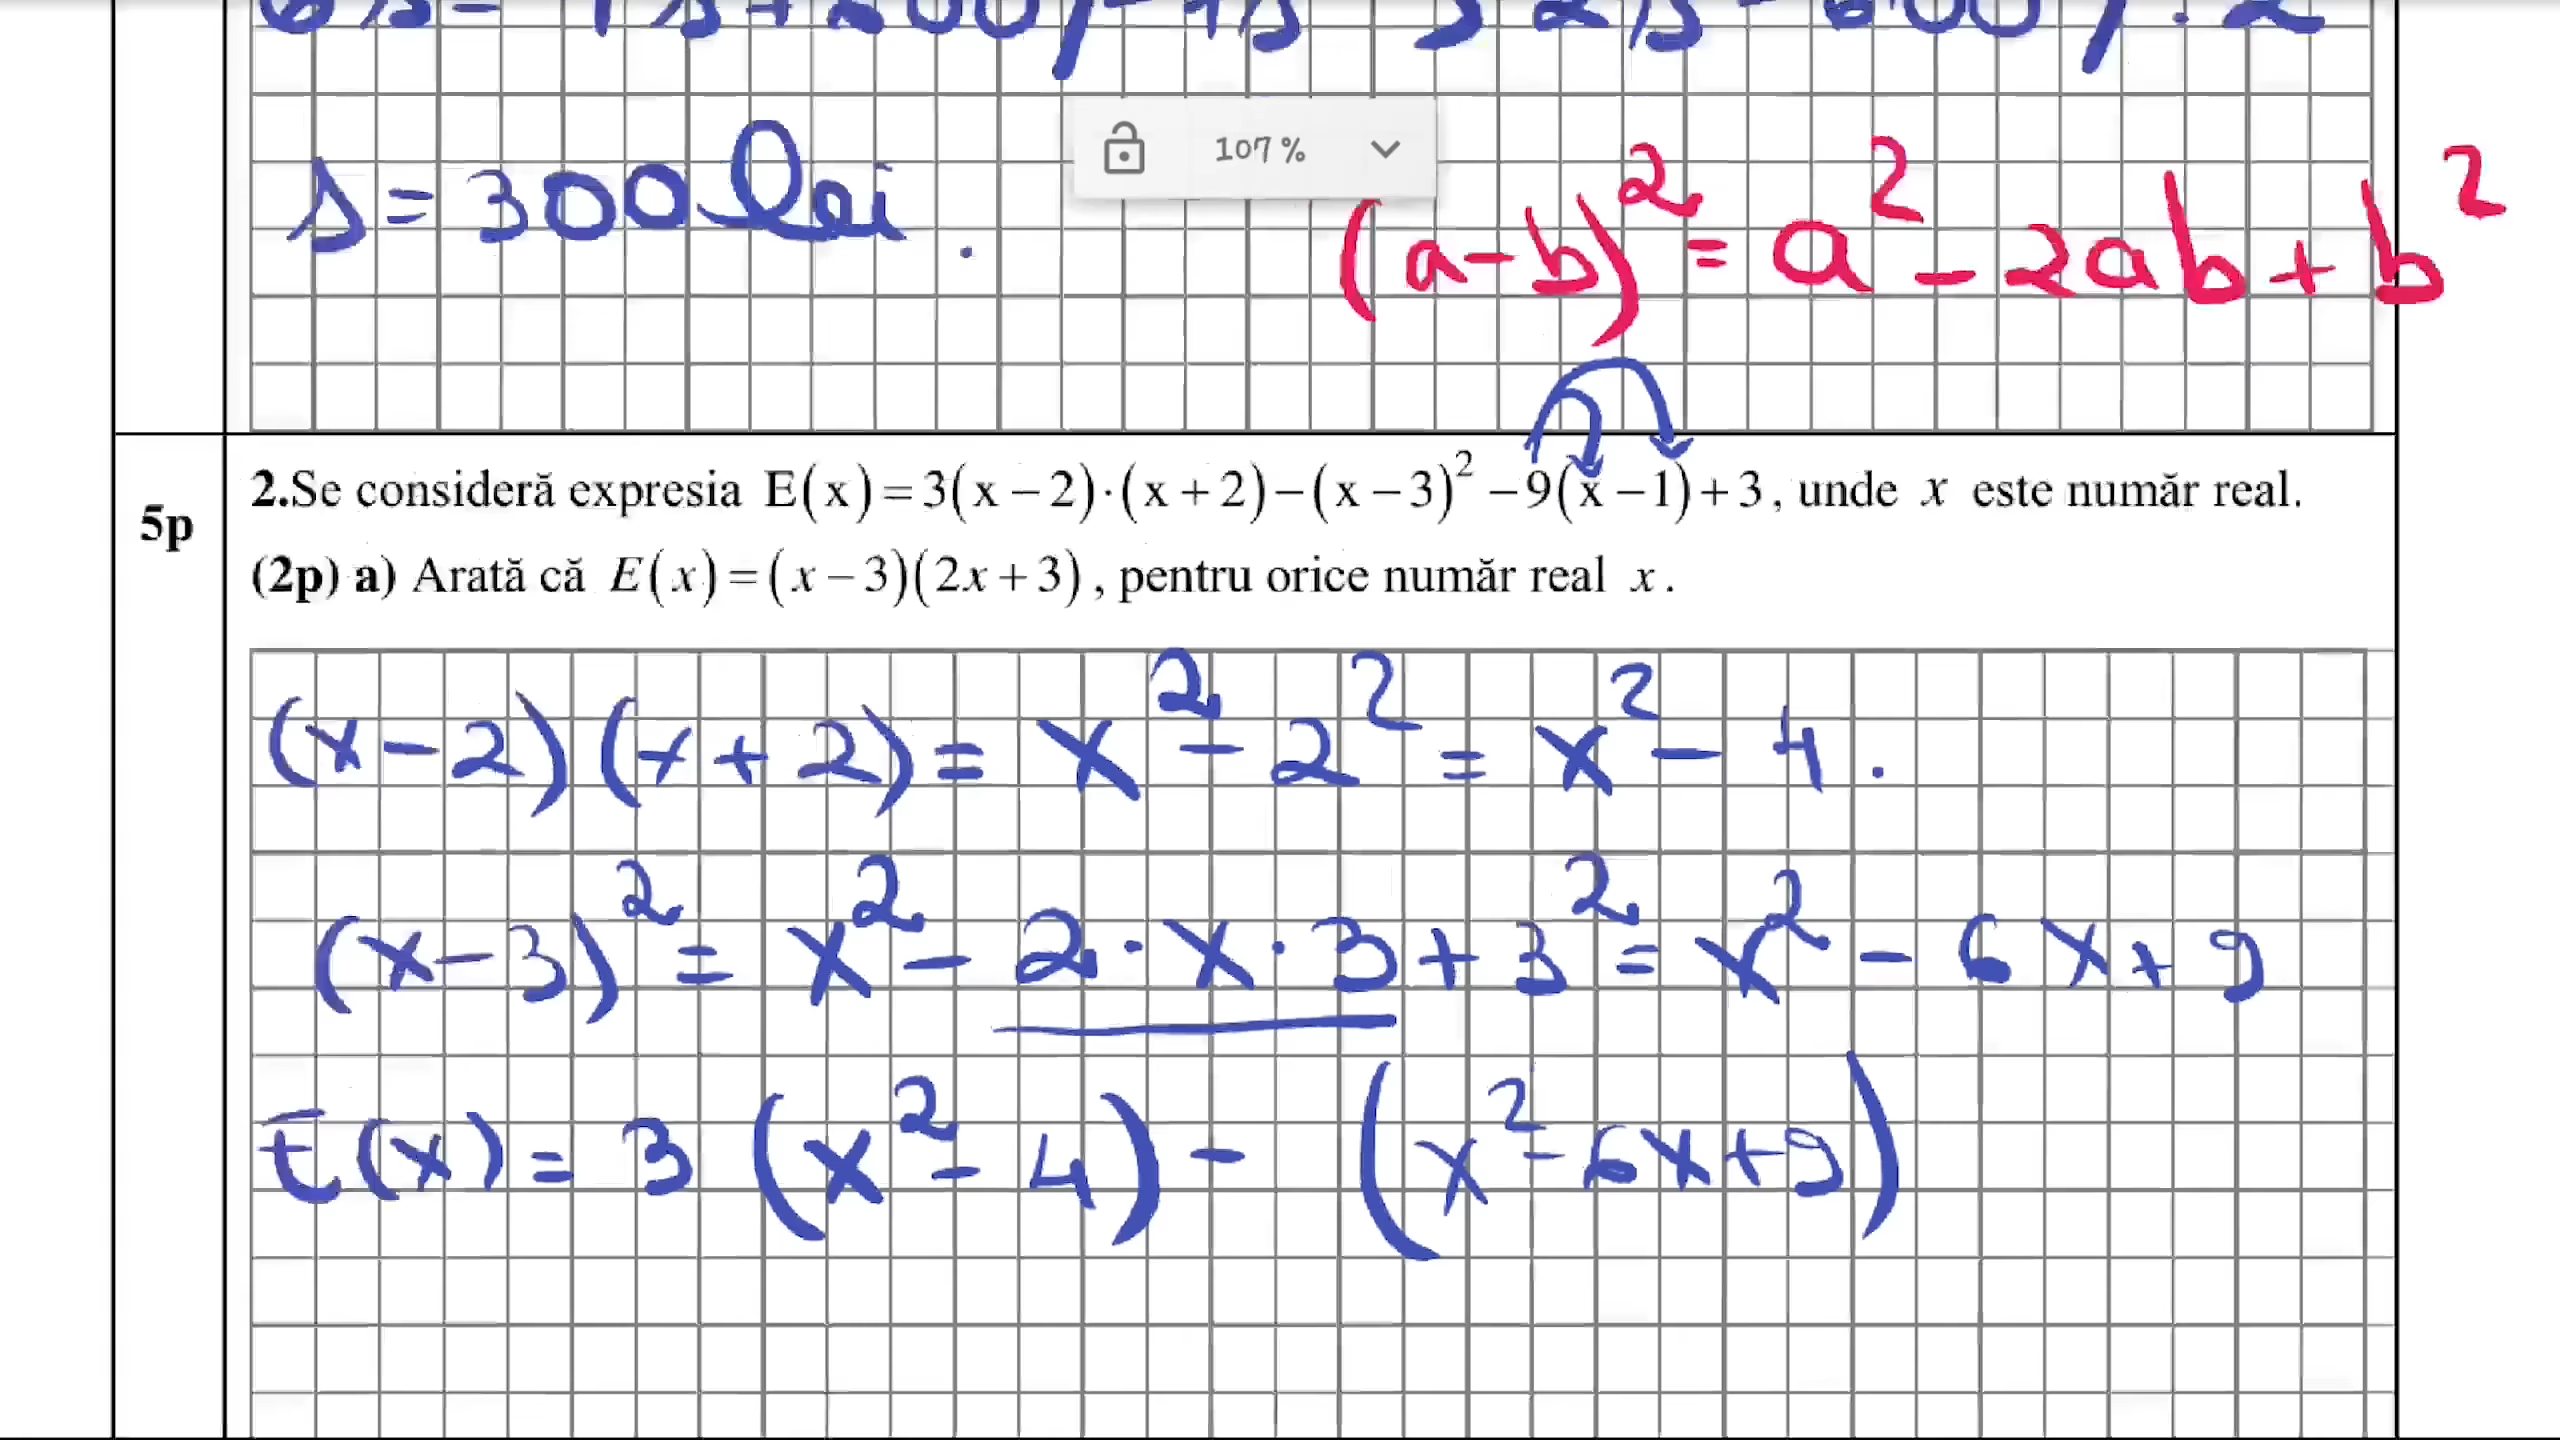 107 %
s = 300 lei .
(a-b)² = a² - 2ab + b²
5p
2.Se consideră expresia E(x)=3(x−2)·(x+2)−(x−3)²−9(x−1)+3, unde x este număr real.
(2p) a) Arată că E(x)=(x−3)(2x+3), pentru orice număr real x.
(x-2)(x+2) = x² - 2² = x² - 4 .
(x-3)² = x² - 2·x·3 + 3² = x² - 6x + 9
E(x) = 3 (x² - 4) - (x² - 6x + 9)